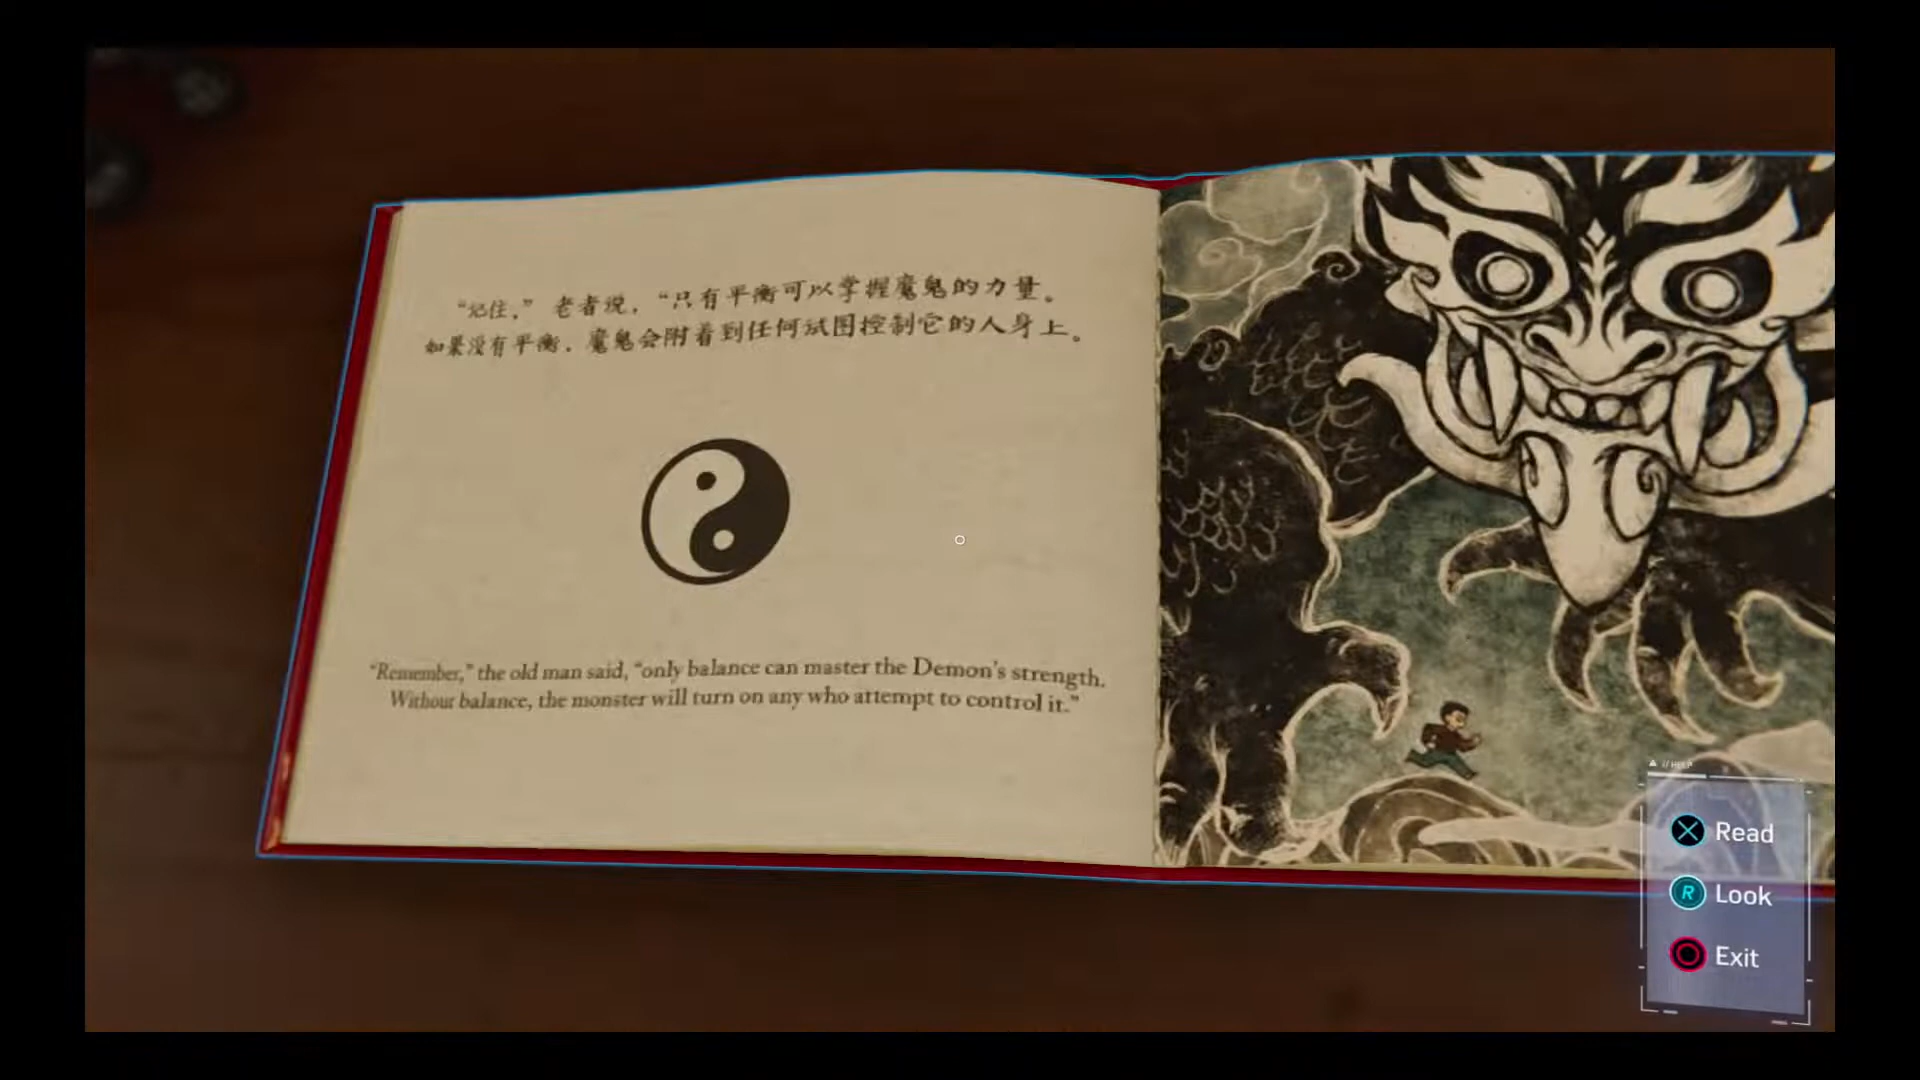 “记住，” 老者说，“只有平衡可以掌握魔鬼的力量。
如果没有平衡，魔鬼会附着到任何试图控制它的人身上。
“Remember,” the old man said, “only balance can master the Demon's strength.
Without balance, the monster will turn on any who attempt to control it.”
// HELP
Read
R Look
Exit